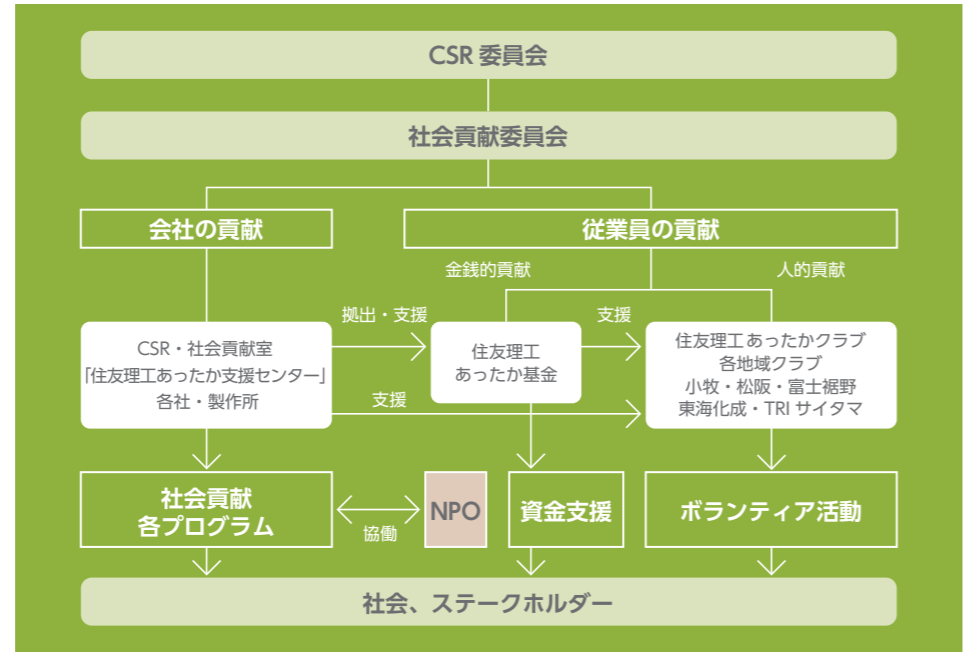 CSR 委員会
社会貢献委員会
会社の貢献
従業員の貢献
金銭的貢献
人的貢献
拠出・支援
支援
CSR・社会貢献室
「住友理工あったか支援センター」
各社・製作所
住友理工
あったか基金
住友理工あったかクラブ
各地域クラブ
小牧・松阪・富士裾野
東海化成・TRI サイタマ
支援
社会貢献
各プログラム
協働
NPO
資金支援
ボランティア活動
社会、ステークホルダー